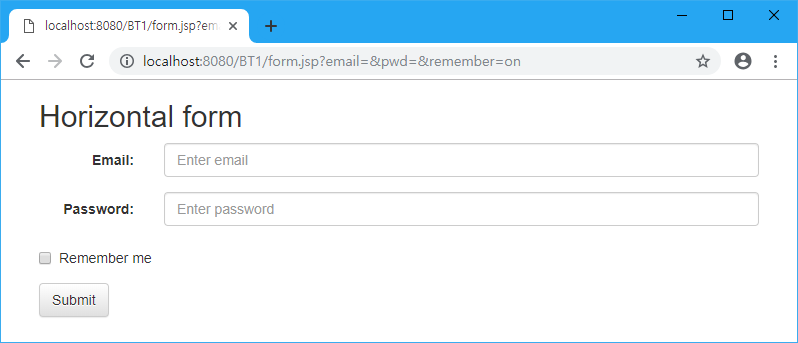 localhost:8080/BT1/form.jsp?em
localhost:8080/BT1/form.jsp?email=&pwd=&remember=on
Horizontal form
Email: Enter email
Password: Enter password
Remember me
Submit